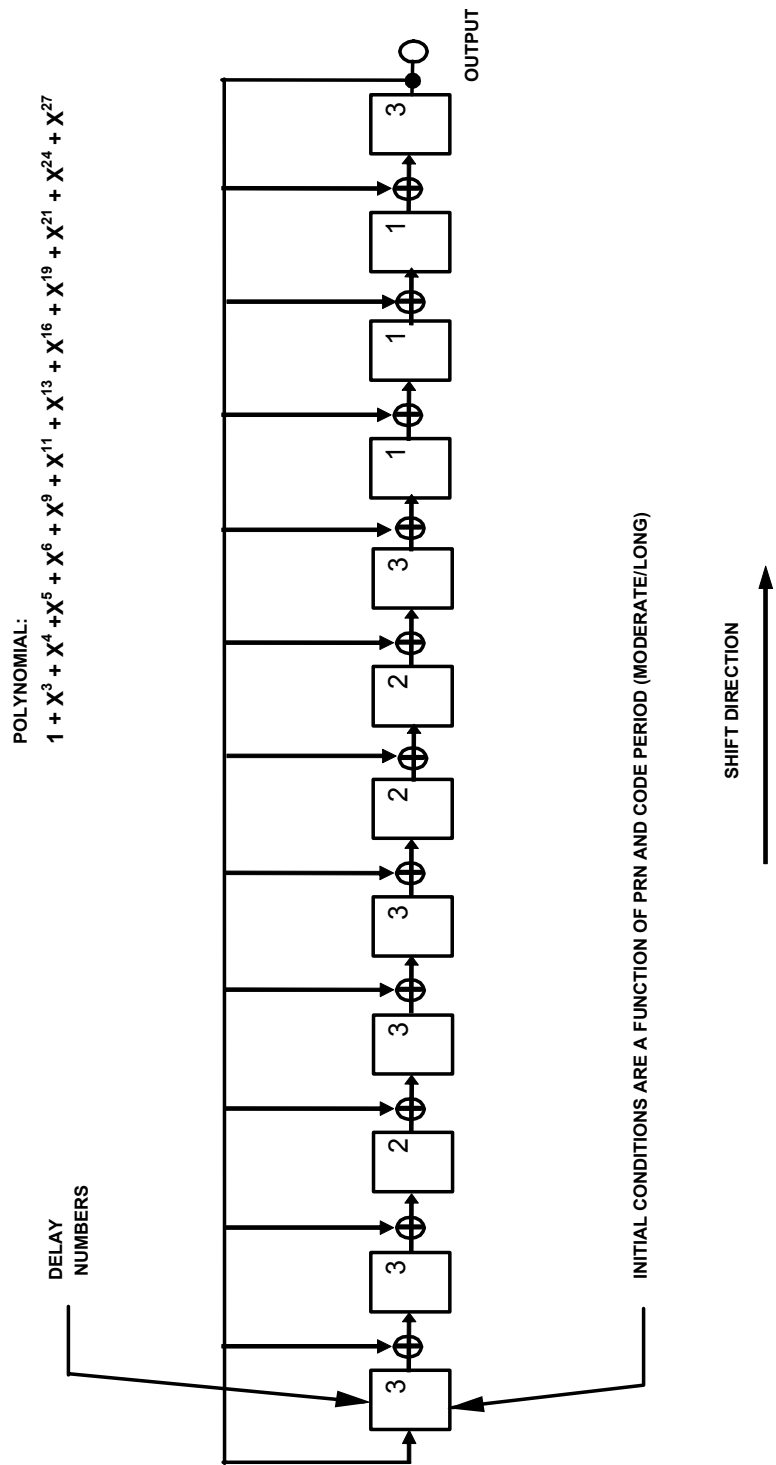 POLYNOMIAL:
1 + X³ + X⁴ +X⁵ + X⁶ + X⁹ + X¹¹ + X¹³ + X¹⁶ + X¹⁹ + X²¹ + X²⁴ + X²⁷
DELAY
NUMBERS
3 3 2 3 3 2 2 3 1 1 1 3
OUTPUT
INITIAL CONDITIONS ARE A FUNCTION OF PRN AND CODE PERIOD (MODERATE/LONG)
SHIFT DIRECTION